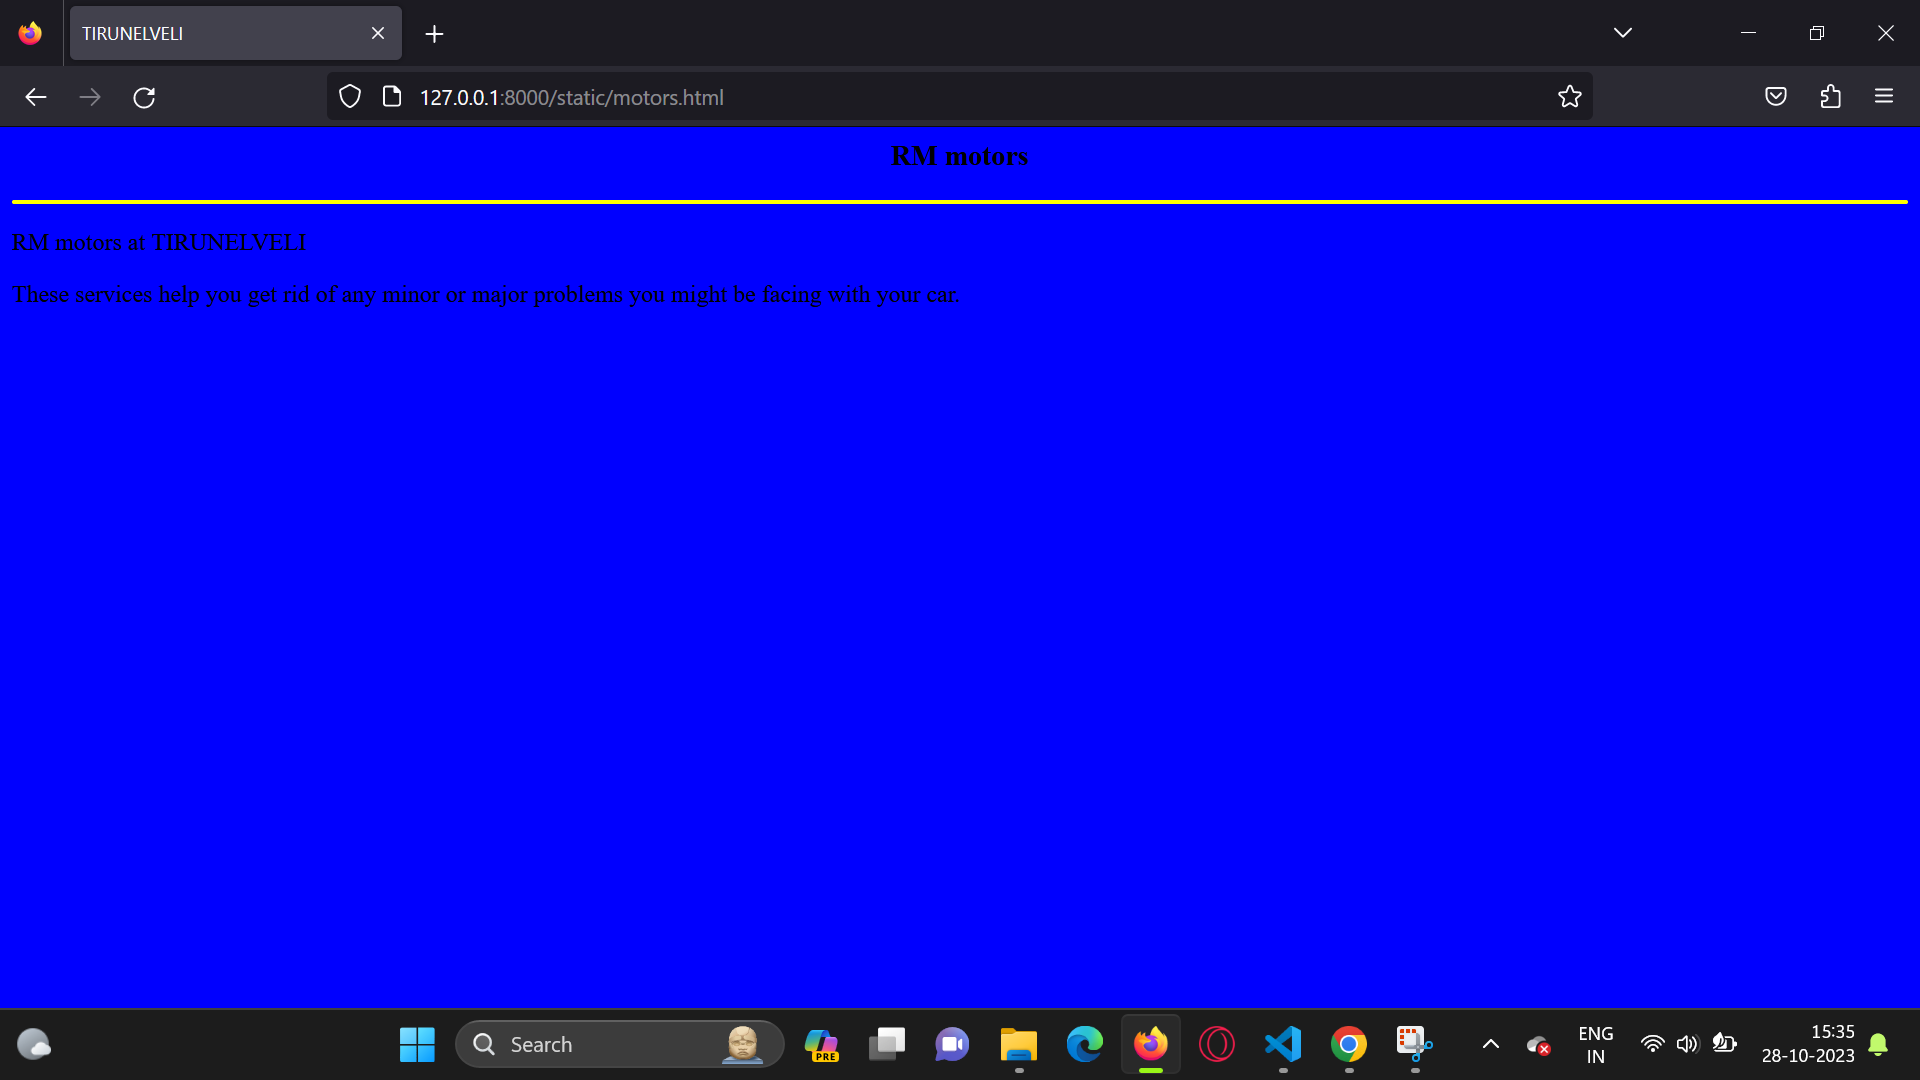 TIRUNELVELI
127.0.0.1:8000/static/motors.html
RM motors
RM motors at TIRUNELVELI
These services help you get rid of any minor or major problems you might be facing with your car.
Search
PRE
ENG
IN
15:35
28-10-2023